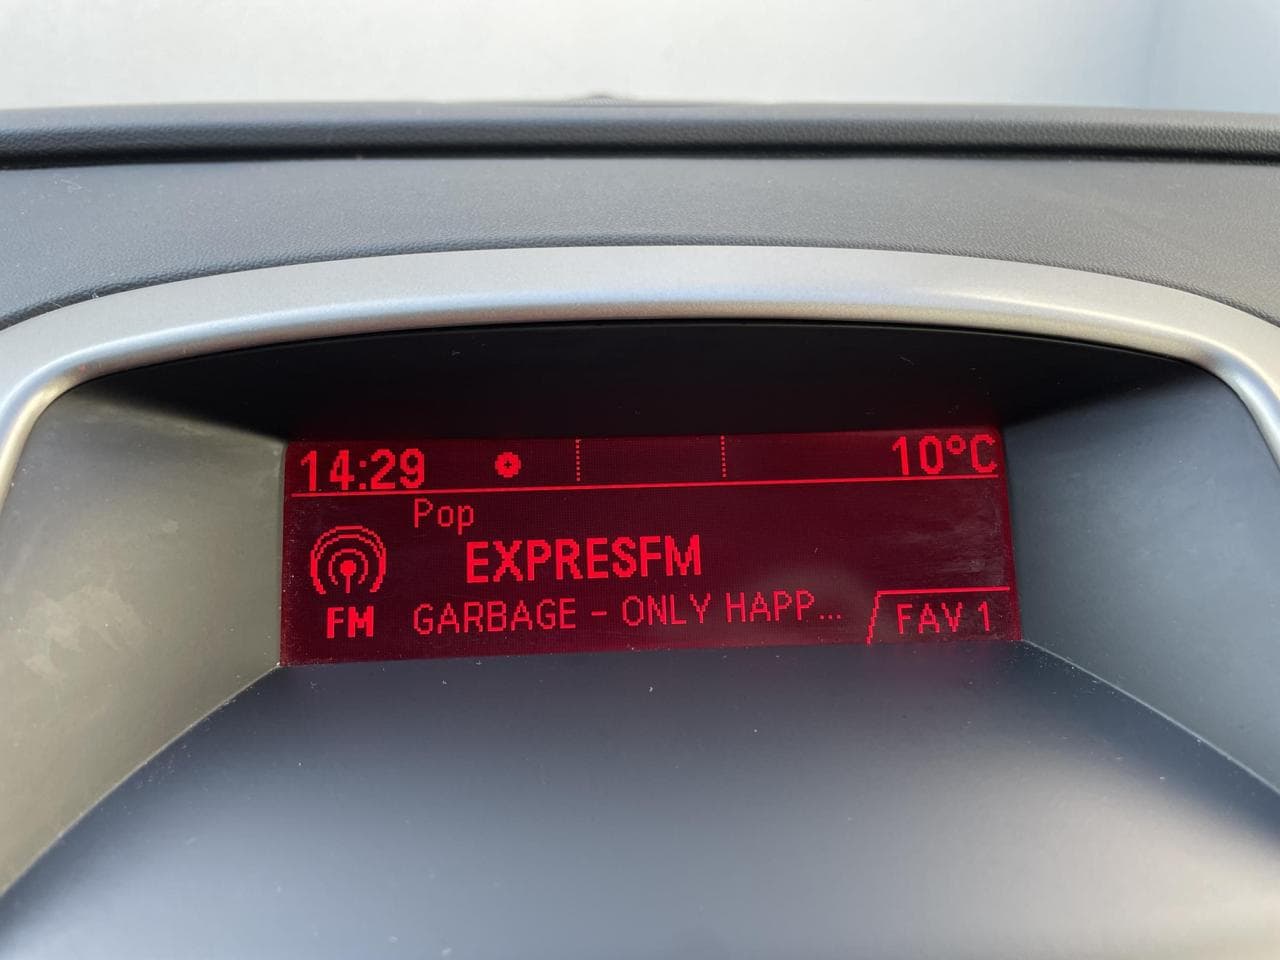 14:29 10°C
Pop
EXPRESFM
FM GARBAGE - ONLY HAPP... FAV 1